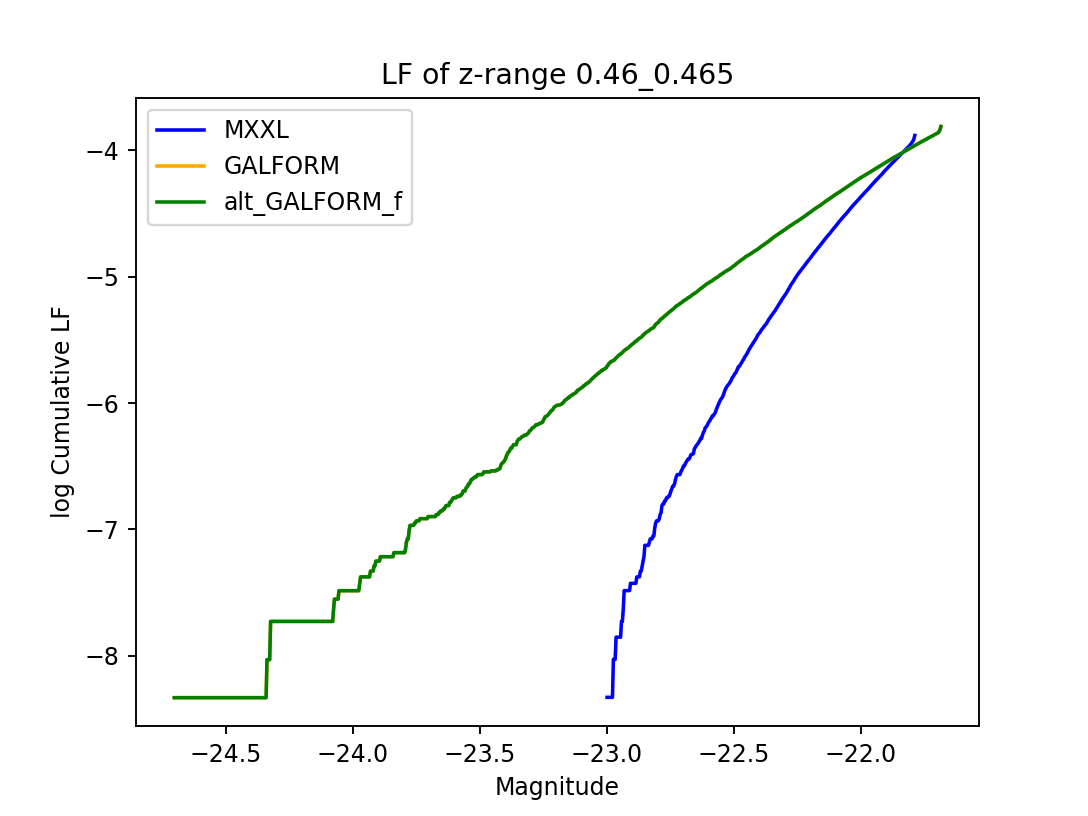 LF of z-range 0.46_0.465
MXXL
GALFORM
alt_GALFORM_f
log Cumulative LF
−4
−5
−6
−7
−8
−24.5 −24.0 −23.5 −23.0 −22.5 −22.0
Magnitude